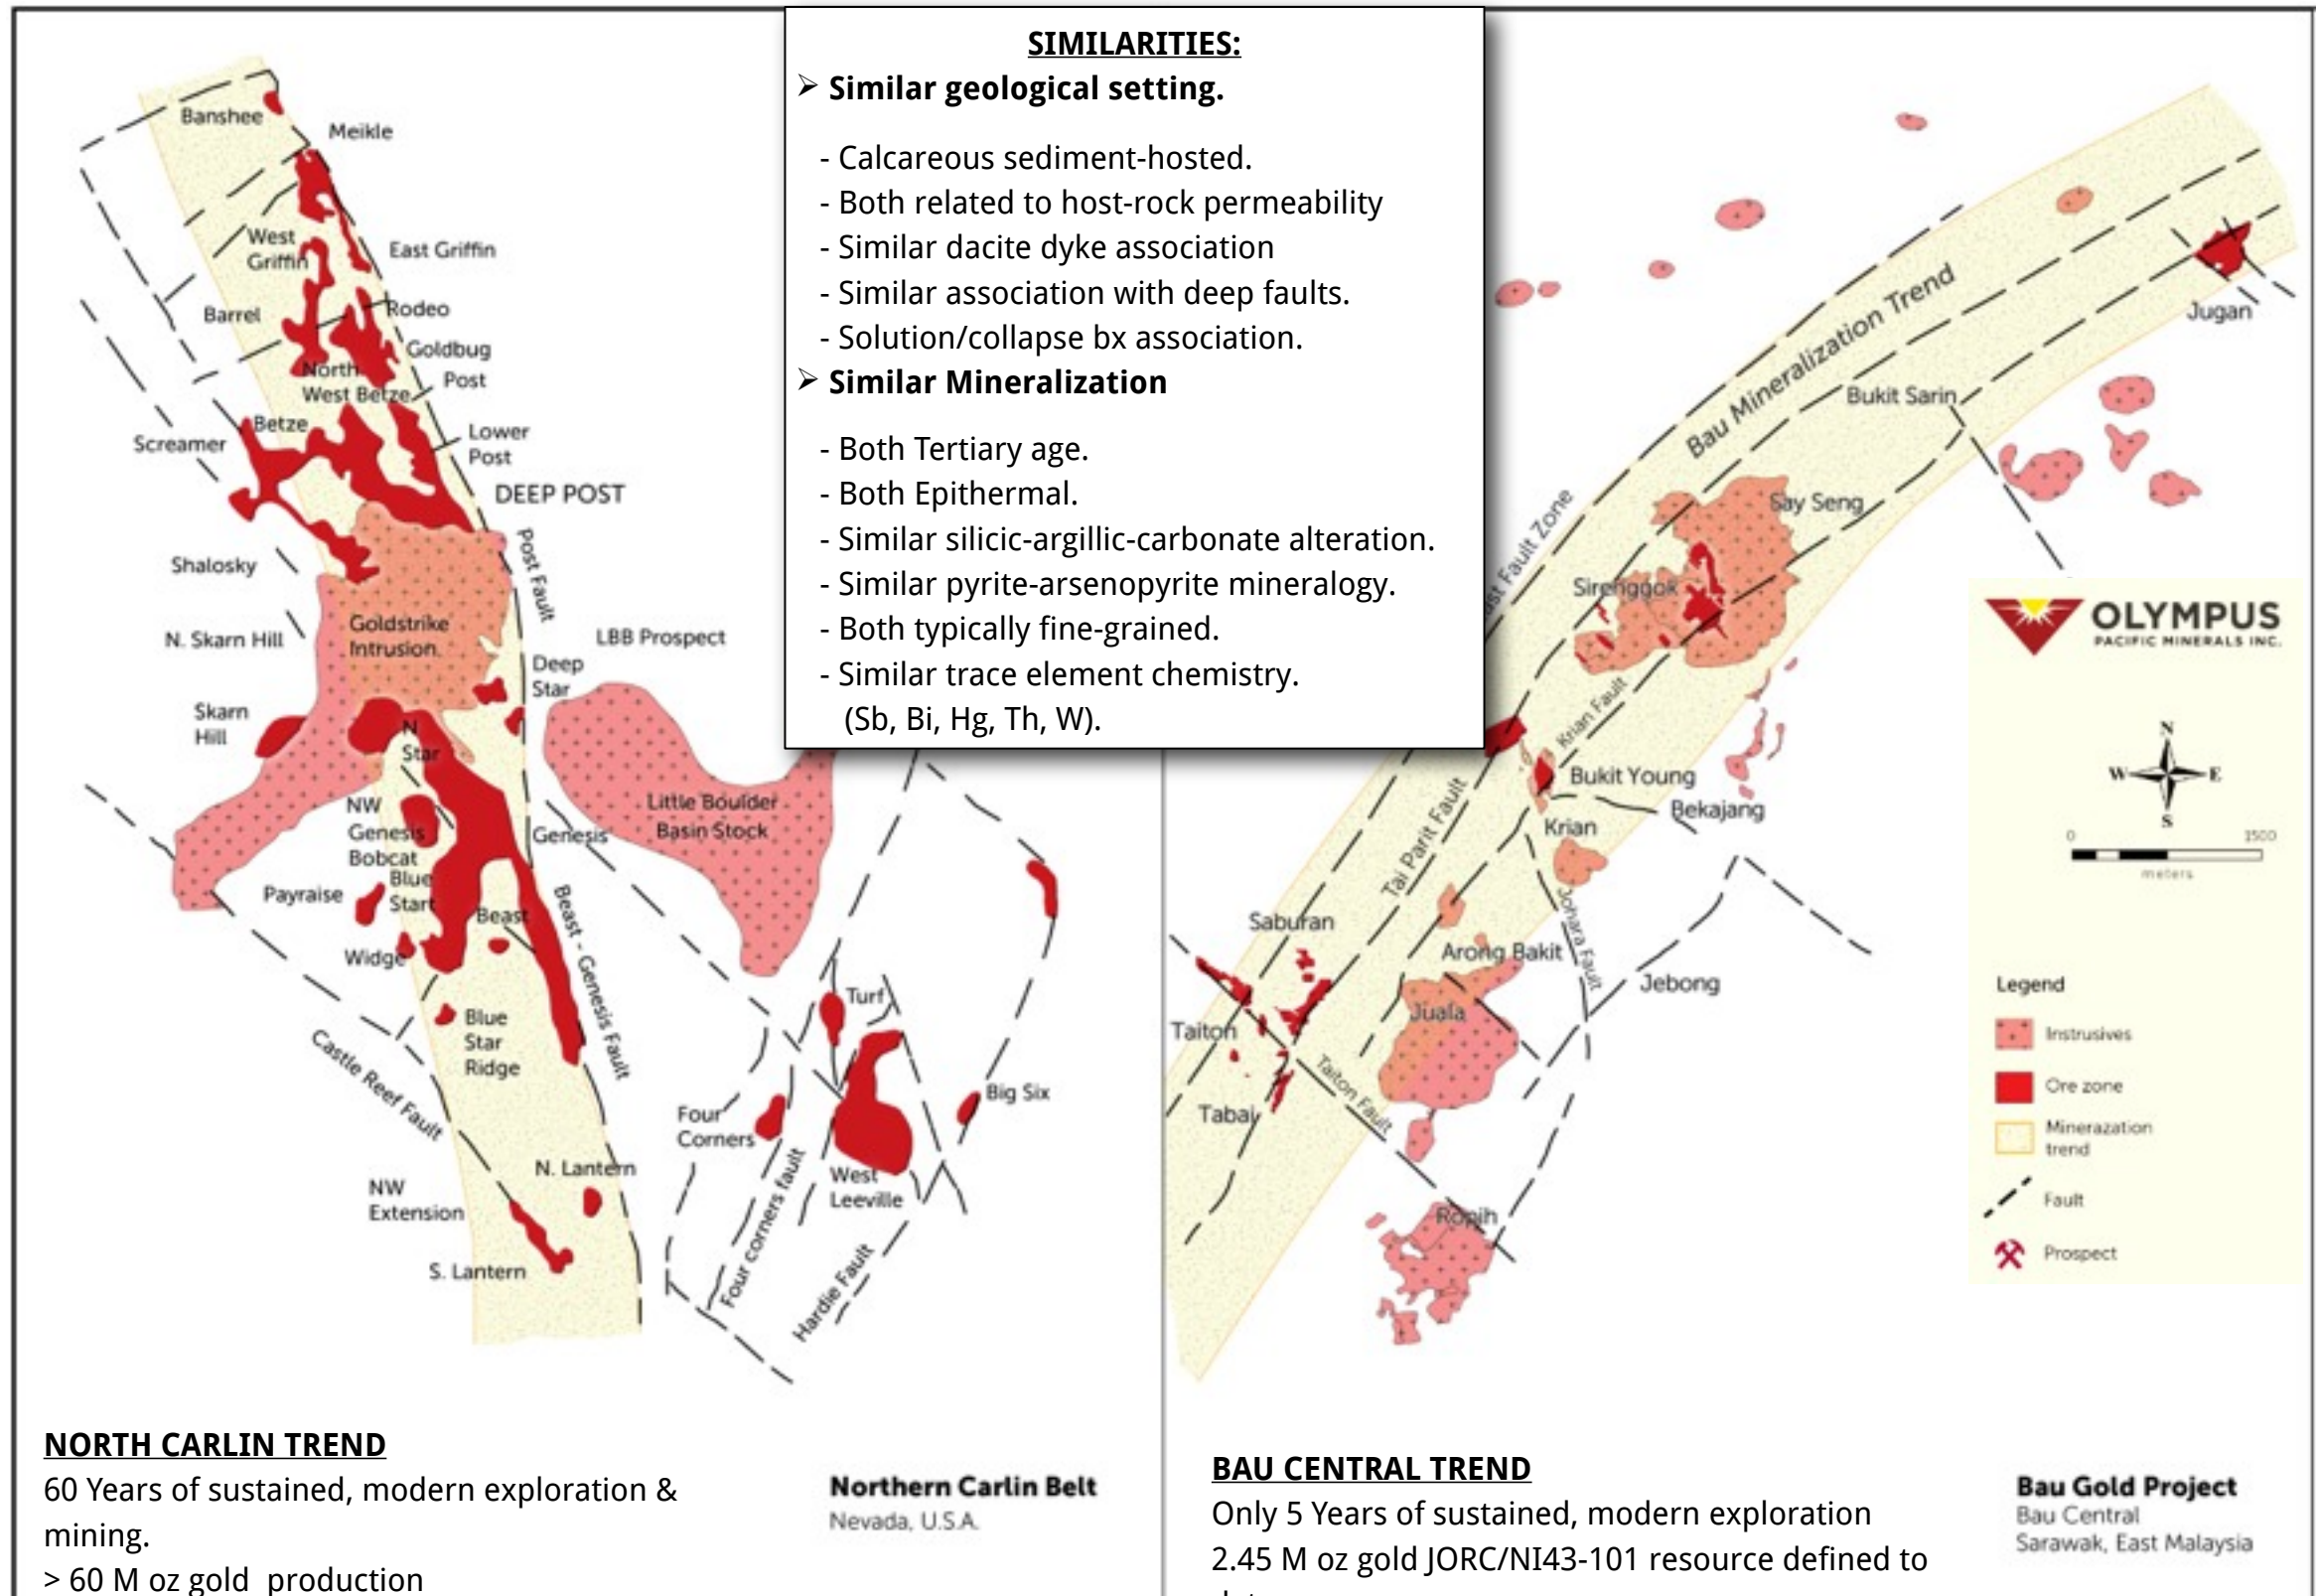 SIMILARITIES:
➢ Similar geological setting.
- Calcareous sediment-hosted.
- Both related to host-rock permeability
- Similar dacite dyke association
- Similar association with deep faults.
- Solution/collapse bx association.
➢ Similar Mineralization
- Both Tertiary age.
- Both Epithermal.
- Similar silicic-argillic-carbonate alteration.
- Similar pyrite-arsenopyrite mineralogy.
- Both typically fine-grained.
- Similar trace element chemistry.
(Sb, Bi, Hg, Th, W).
Banshee
Meikle
West
Griffin
East Griffin
Barrel
Rodeo
Goldbug
North
West Betze
Post
Betze
Screamer
Lower
Post
DEEP POST
Post Fault
Shalosky
Goldstrike
Intrusion
N. Skarn Hill
LBB Prospect
Deep
Star
Skarn
Hill
N
Star
NW
Genesis
Bobcat
Genesis
Little Boulder
Basin Stock
Blue
Start
Payraise
Beast
Widge
Beast - Genesis Fault
Blue
Star
Ridge
Castle Reef Fault
Turf
Four
Corners
Big Six
West
Leeville
Four corners fault
Hardie Fault
N. Lantern
NW
Extension
S. Lantern
Bau Mineralization Trend
Jugan
Bukit Sarin
Say Seng
Fault Zone
Sirenggok
Krian Fault
Bukit Young
Bekajang
Krian
Tai Parit Fault
Johara Fault
Saburan
Arong Bakit
Jebong
Juala
Taiton
Taiton Fault
Tabai
Ropih
OLYMPUS
PACIFIC MINERALS INC.
N
W E
S
0 1500
meters
Legend
Instrusives
Ore zone
Minerazation
trend
Fault
Prospect
NORTH CARLIN TREND
60 Years of sustained, modern exploration &
mining.
> 60 M oz gold production
Northern Carlin Belt
Nevada, U.S.A.
BAU CENTRAL TREND
Only 5 Years of sustained, modern exploration
2.45 M oz gold JORC/NI43-101 resource defined to
Bau Gold Project
Bau Central
Sarawak, East Malaysia